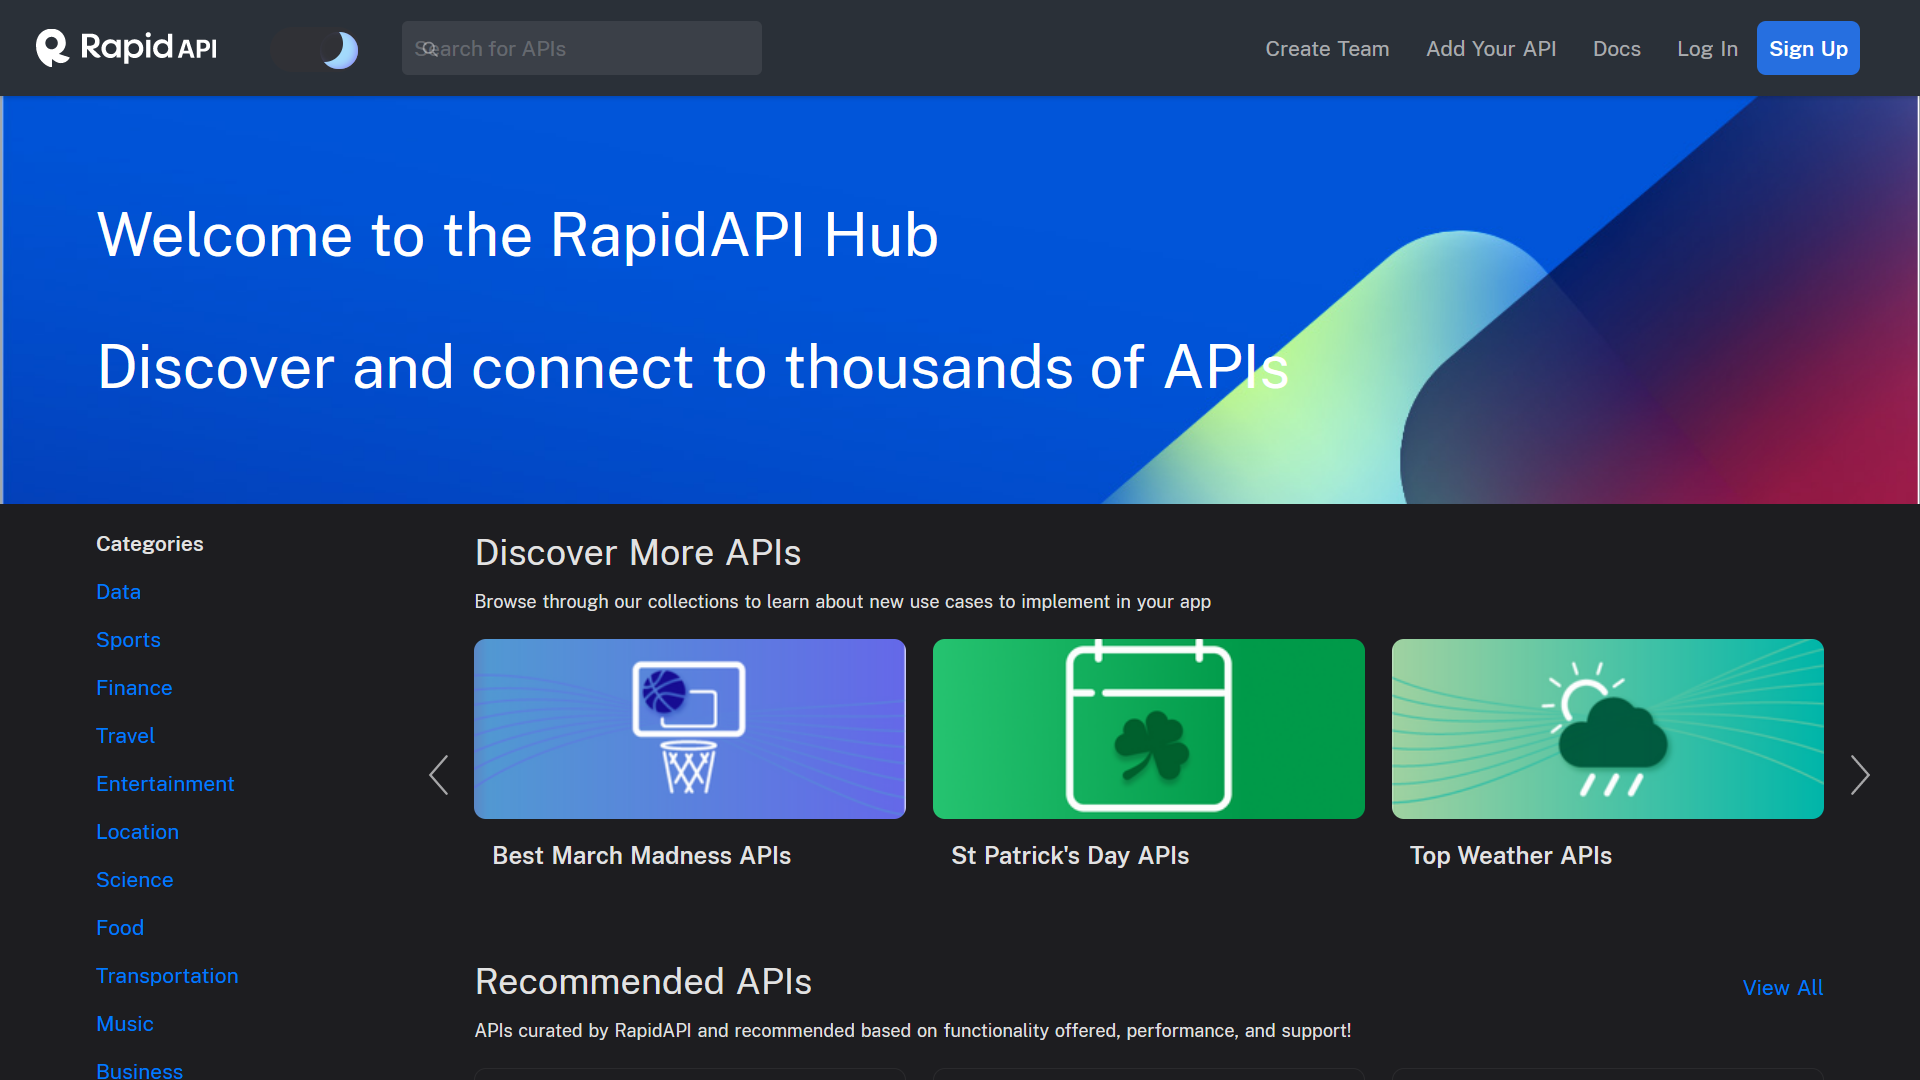 Rapid API
Search for APIs
Create Team
Add Your API
Docs
Log In
Sign Up
Welcome to the RapidAPI Hub
Discover and connect to thousands of APIs
Categories
Data
Sports
Finance
Travel
Entertainment
Location
Science
Food
Transportation
Music
Business
Discover More APIs
Browse through our collections to learn about new use cases to implement in your app
Best March Madness APIs
St Patrick's Day APIs
Top Weather APIs
Recommended APIs
View All
APIs curated by RapidAPI and recommended based on functionality offered, performance, and support!